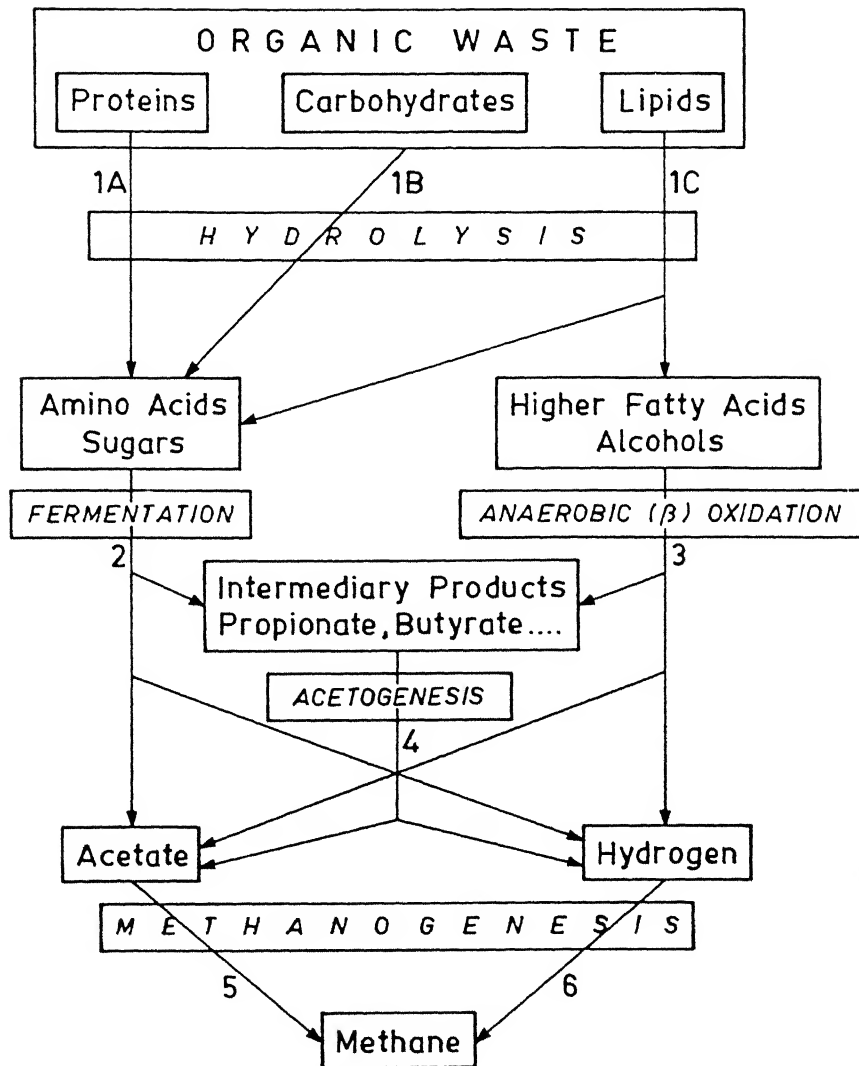 ORGANIC WASTE
Proteins Carbohydrates Lipids
1A 1B 1C
HYDROLYSIS
Amino Acids
Sugars
Higher Fatty Acids
Alcohols
FERMENTATION
ANAEROBIC (β) OXIDATION
2 3
Intermediary Products
Propionate, Butyrate....
ACETOGENESIS
4
Acetate Hydrogen
METHANOGENESIS
5 6
Methane